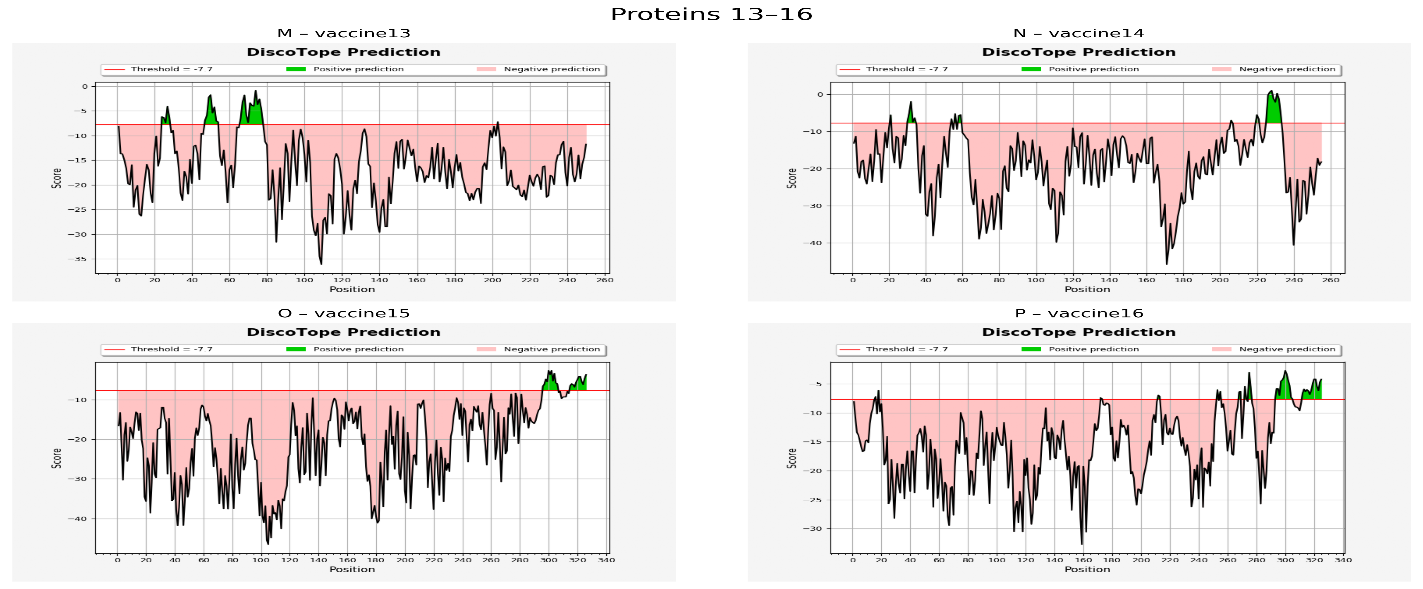 Proteins 13–16
M – vaccine13
DiscoTope Prediction
Threshold = -7.7 Positive prediction Negative prediction
0
−5
−10
−15
−20
−25
−30
−35
Score
0 20 40 60 80 100 120 140 160 180 200 220 240 260
Position
N – vaccine14
DiscoTope Prediction
Threshold = -7.7 Positive prediction Negative prediction
0
−10
−20
−30
−40
Score
0 20 40 60 80 100 120 140 160 180 200 220 240 260
Position
O – vaccine15
DiscoTope Prediction
Threshold = -7.7 Positive prediction Negative prediction
−10
−20
−30
−40
Score
0 20 40 60 80 100 120 140 160 180 200 220 240 260 280 300 320 340
Position
P – vaccine16
DiscoTope Prediction
Threshold = -7.7 Positive prediction Negative prediction
−5
−10
−15
−20
−25
−30
Score
0 20 40 60 80 100 120 140 160 180 200 220 240 260 280 300 320 340
Position